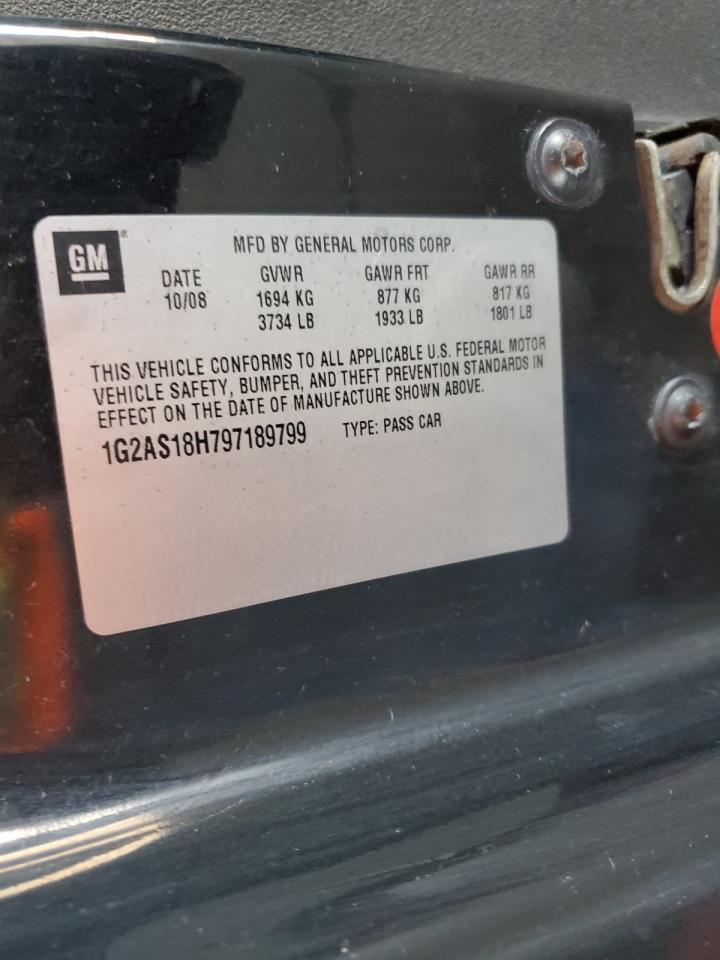 GM
MFD BY GENERAL MOTORS CORP.
DATE GVWR GAWR FRT GAWR RR
10/08 1694 KG 877 KG 817 KG
3734 LB 1933 LB 1801 LB
THIS VEHICLE CONFORMS TO ALL APPLICABLE U.S. FEDERAL MOTOR
VEHICLE SAFETY, BUMPER, AND THEFT PREVENTION STANDARDS IN
EFFECT ON THE DATE OF MANUFACTURE SHOWN ABOVE.
1G2AS18H797189799 TYPE: PASS CAR